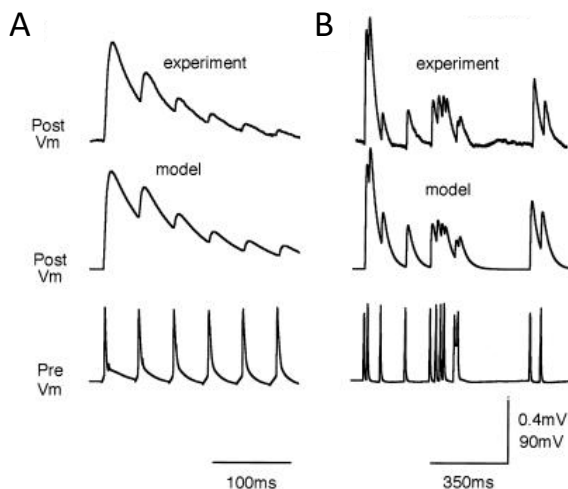 A
B
experiment
experiment
Post
Vm
model
model
Post
Vm
Pre
Vm
0.4mV
90mV
100ms
350ms